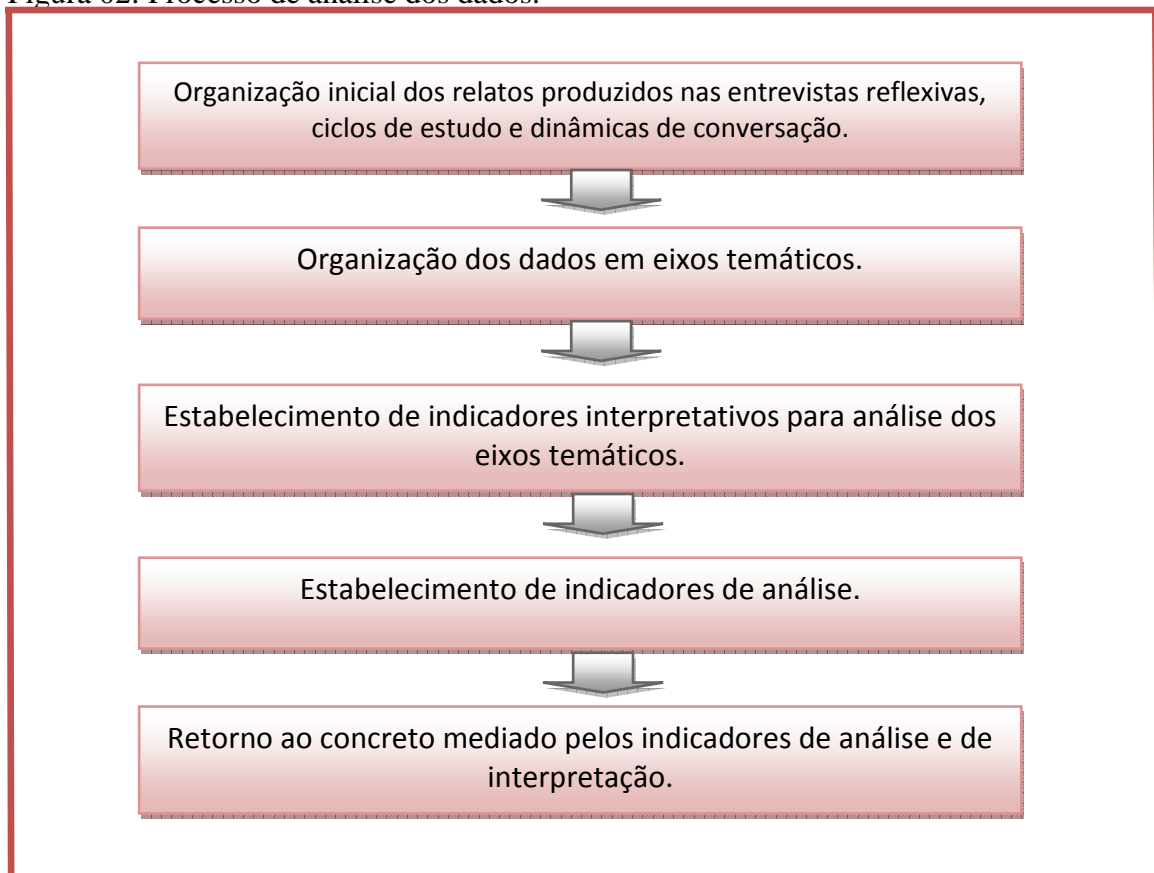 Figura 02: Processo de análise dos dados.
Organização inicial dos relatos produzidos nas entrevistas reflexivas,
ciclos de estudo e dinâmicas de conversação.
Organização dos dados em eixos temáticos.
Estabelecimento de indicadores interpretativos para análise dos
eixos temáticos.
Estabelecimento de indicadores de análise.
Retorno ao concreto mediado pelos indicadores de análise e de
interpretação.